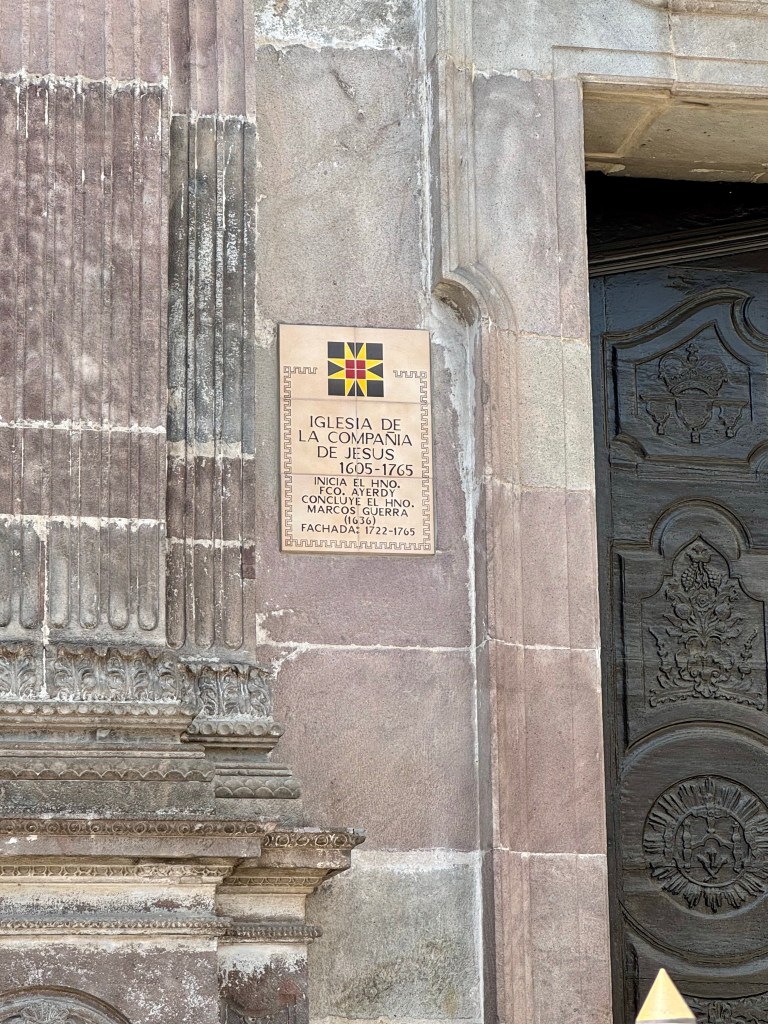 IGLESIA DE
LA COMPAÑIA
DE JESUS
1605-1765
INICIA EL HNO.
FCO. AYERDY
CONCLUYE EL HNO.
MARCOS GUERRA
(1636)
FACHADA: 1722-1765